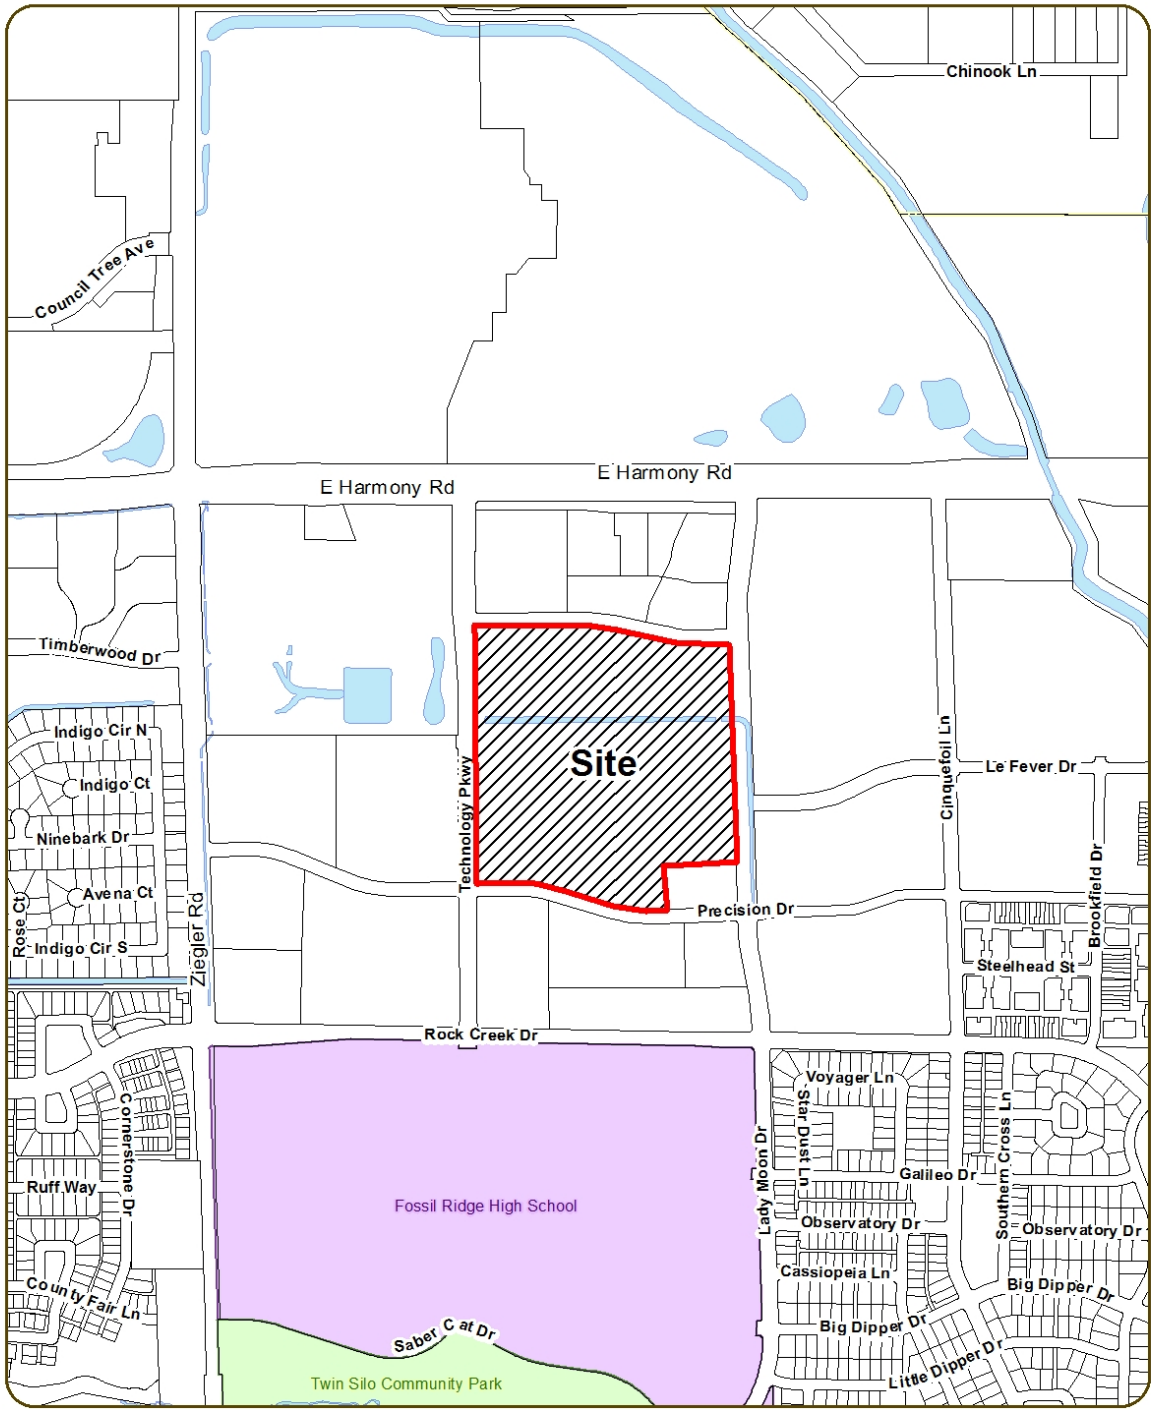 Chinook Ln
Council Tree Ave
E Harmony Rd
E Harmony Rd
Timberwood Dr
Indigo Cir N
Cinquefoil Ln
Site
Le Fever Dr
Indigo Ct
Technology Pkwy
Ninebark Dr
Avena Ct
Brookfield Dr
Precision Dr
Rose Ct
Ziegler Rd
Indigo Cir S
Steelhead St
Rock Creek Dr
Voyager Ln
Star Dust Ln
Cornerstone Dr
Southern Cross Ln
Lady Moon Dr
Galileo Dr
Ruff Way
Fossil Ridge High School
Observatory Dr
Observatory Dr
Cassiopeia Ln
Big Dipper Dr
County Fair Ln
Big Dipper Dr
Saber Cat Dr
Little Dipper Dr
Twin Silo Community Park